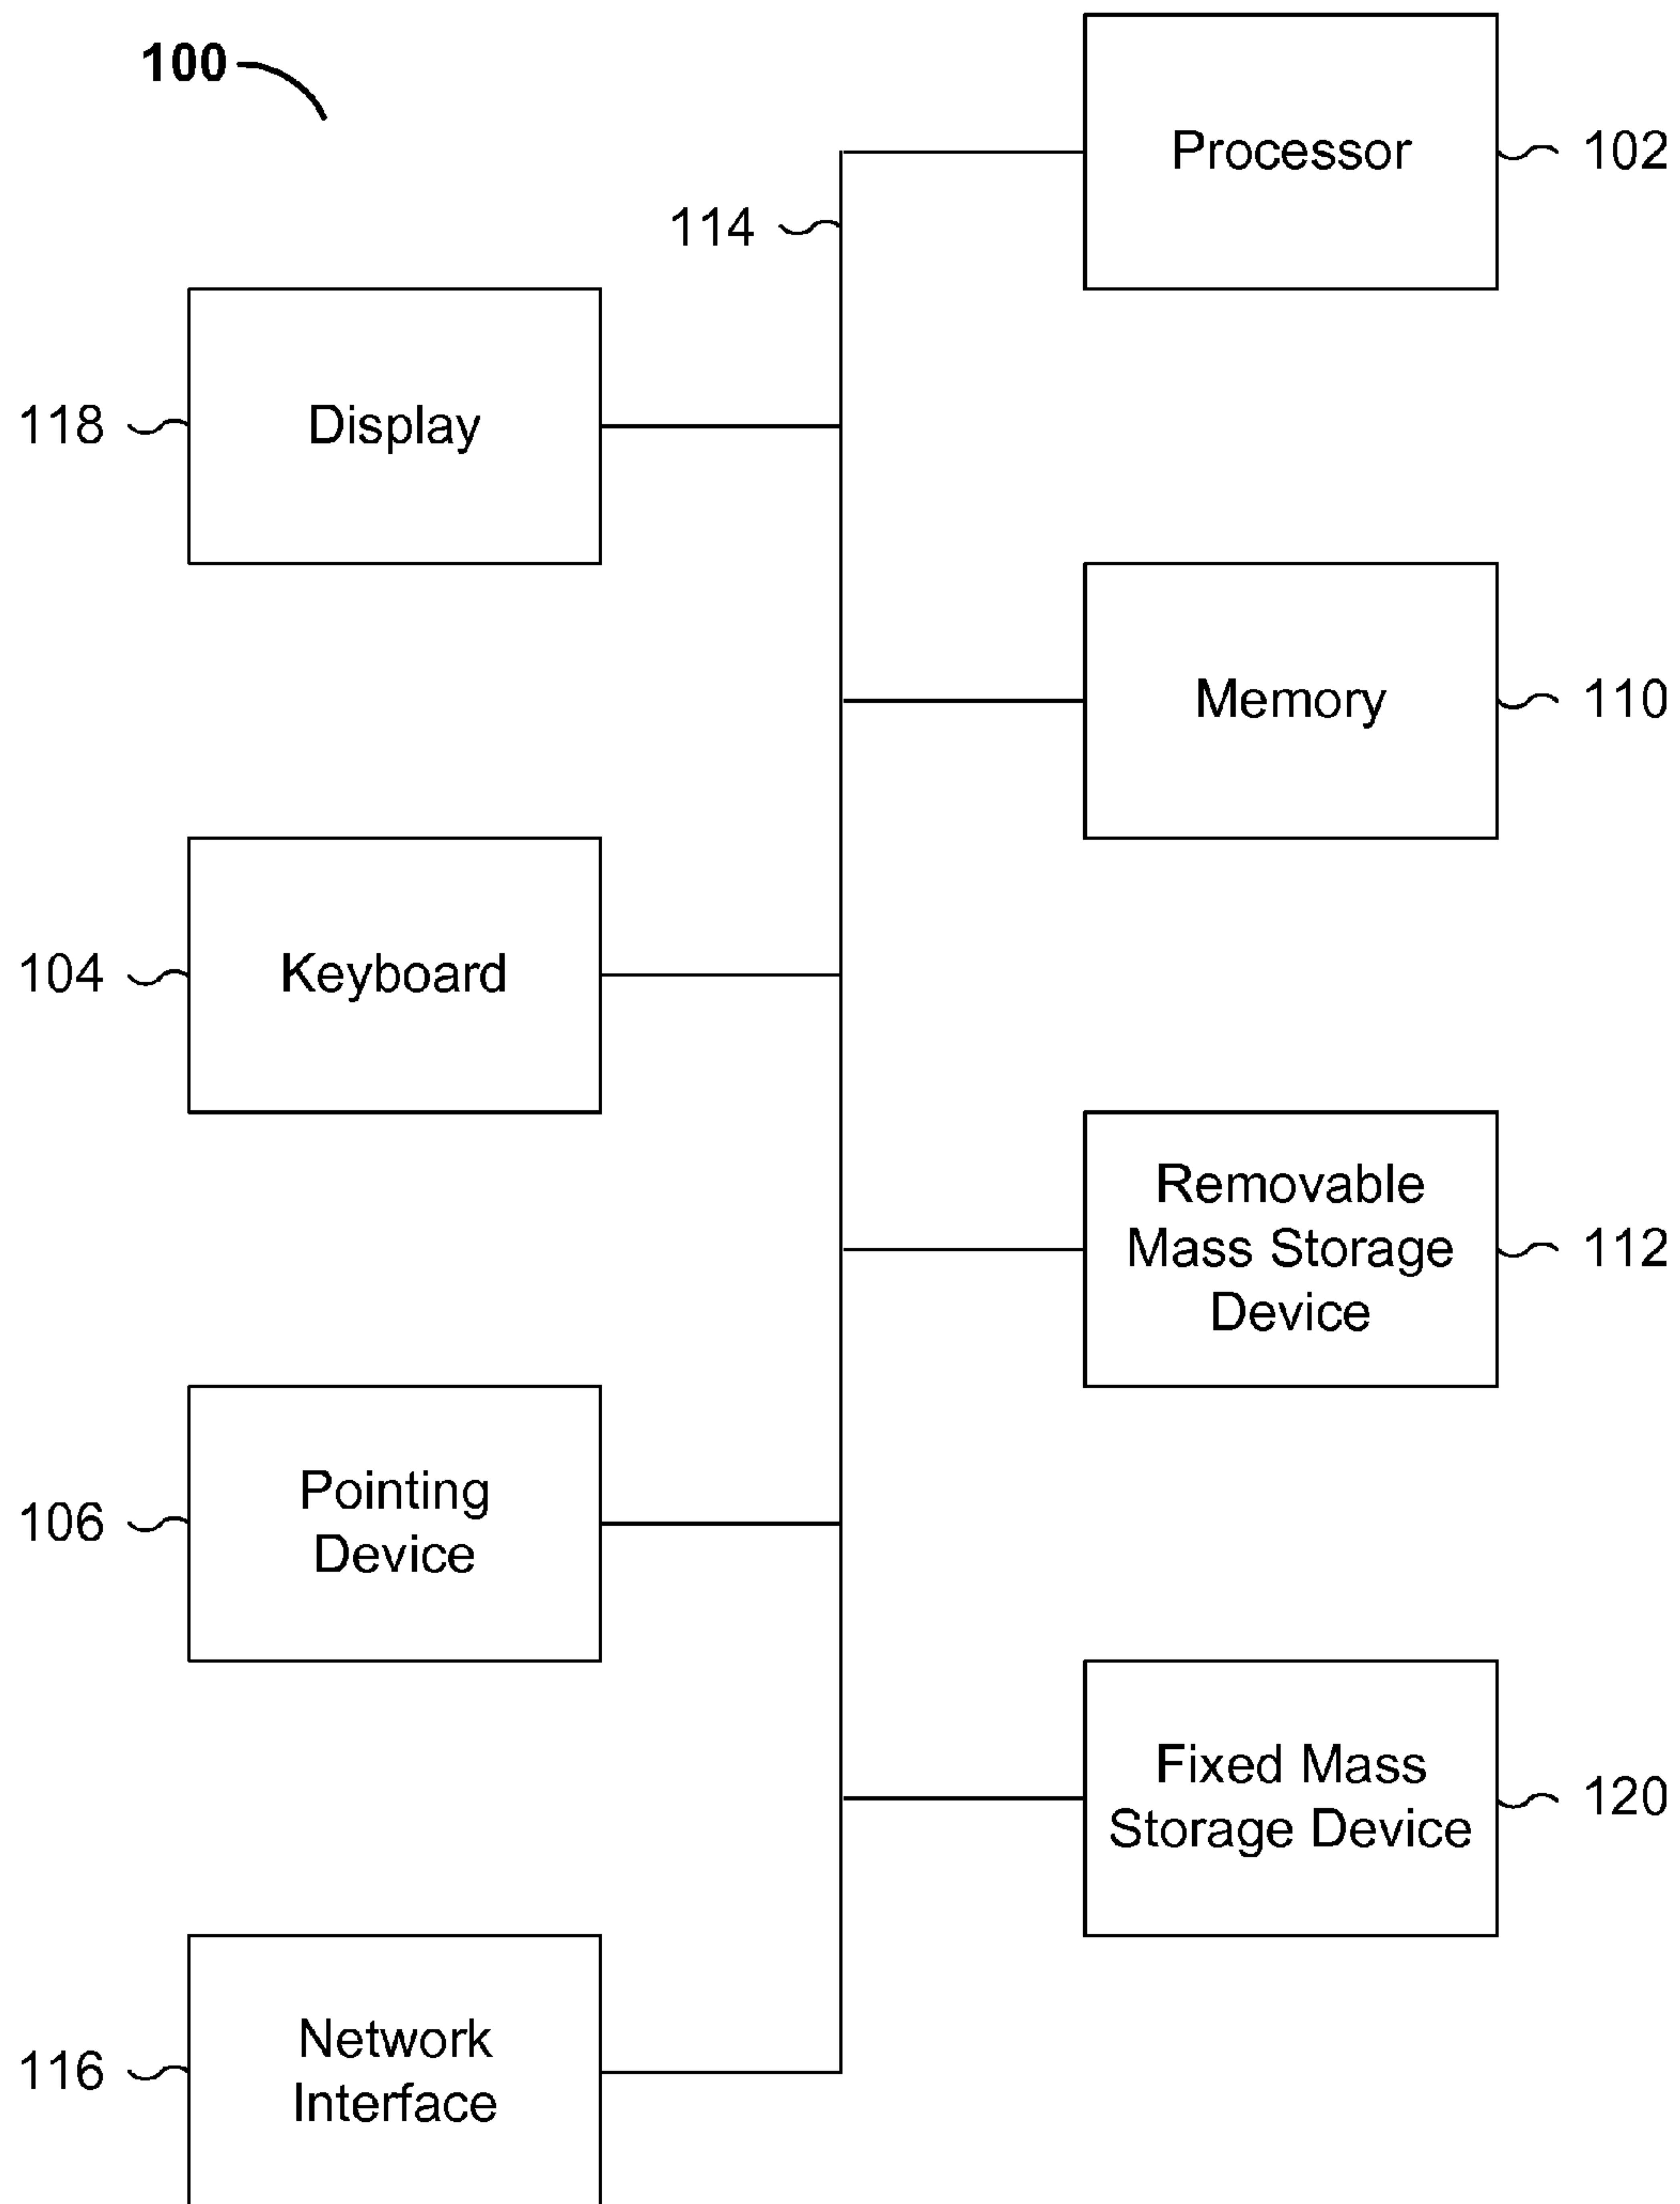 100
Processor
102
114
118
Display
Memory
110
104
Keyboard
Removable
Mass Storage
Device
112
106
Pointing
Device
Fixed Mass
Storage Device
120
116
Network
Interface